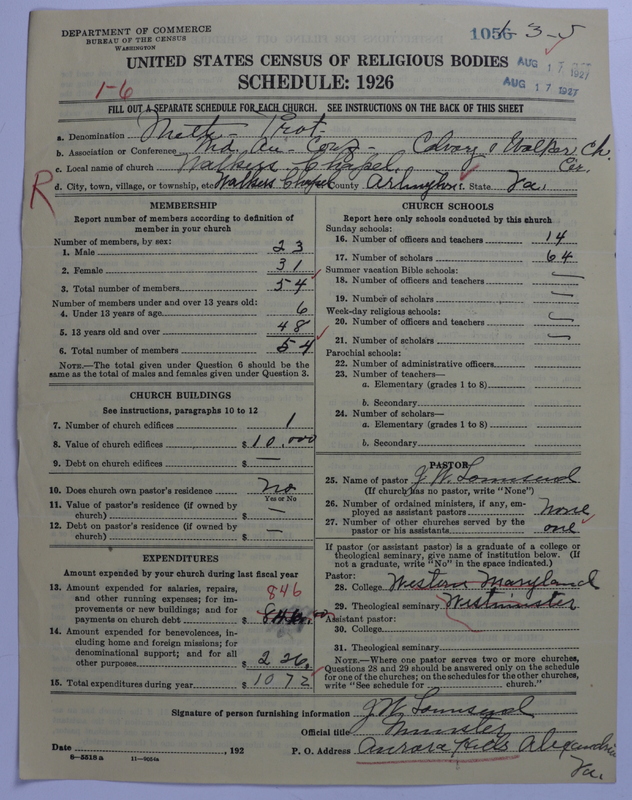 DEPARTMENT OF COMMERCE
BUREAU OF THE CENSUS
WASHINGTON
1056-3-5
UNITED STATES CENSUS OF RELIGIOUS BODIES
SCHEDULE: 1926
AUG 17 1927
AUG 17 1927
1-6
FILL OUT A SEPARATE SCHEDULE FOR EACH CHURCH. SEE INSTRUCTIONS ON THE BACK OF THIS SHEET
a. Denomination Meth- Prot.
b. Association or Conference Md. An- Conf- Calvary & Walker Ch.
c. Local name of church Walkers Chapel. Cir.
R
d. City, town, village, or township, etc. Walkers Chapel County Arlington f. State Va.
MEMBERSHIP
Report number of members according to definition of
member in your church
Number of members, by sex:
1. Male 23
2. Female 31
3. Total number of members 54
Number of members under and over 13 years old:
4. Under 13 years of age 6
5. 13 years old and over 48
6. Total number of members 54
NOTE.—The total given under Question 6 should be the
same as the total of males and females given under Question 3.
CHURCH BUILDINGS
See instructions, paragraphs 10 to 12
7. Number of church edifices 1
8. Value of church edifices $ 10,000
9. Debt on church edifices $ —
10. Does church own pastor's residence No
Yes or No
11. Value of pastor's residence (if owned by
church) $ —
12. Debt on pastor's residence (if owned by
church) $ —
EXPENDITURES
Amount expended by your church during last fiscal year
13. Amount expended for salaries, repairs, 846
and other running expenses; for im-
provements or new buildings; and for
payments on church debt $ 846.00
14. Amount expended for benevolences, in-
cluding home and foreign missions; for
denominational support; and for all
other purposes $ 226.
15. Total expenditures during year $ 1072
CHURCH SCHOOLS
Report here only schools conducted by this church
Sunday schools:
16. Number of officers and teachers 14
17. Number of scholars 64
Summer vacation Bible schools:
18. Number of officers and teachers —
19. Number of scholars —
Week-day religious schools:
20. Number of officers and teachers —
21. Number of scholars —
Parochial schools:
22. Number of administrative officers
23. Number of teachers—
a. Elementary (grades 1 to 8)
b. Secondary
24. Number of scholars—
a. Elementary (grades 1 to 8)
b. Secondary
PASTOR
25. Name of pastor J. W. Townsend
(If church has no pastor, write "None")
26. Number of ordained ministers, if any, em-
ployed as assistant pastors None
27. Number of other churches served by the
pastor or his assistants one
If pastor (or assistant pastor) is a graduate of a college or
theological seminary, give name of institution below. (If
not a graduate, write "No" in the space indicated.)
Pastor:
28. College Western Maryland
29. Theological seminary Westminster
Assistant pastor:
30. College
31. Theological seminary
NOTE.—Where one pastor serves two or more churches,
Questions 28 and 29 should be answered only on the schedule
for one of the churches; on the schedules for the other churches,
write "See schedule for church."
Signature of person furnishing information J. W. Townsend
Official title Minister
Date , 192 P. O. Address Aurora Hills Alexandria
Va.
8-5518a 11-9054a